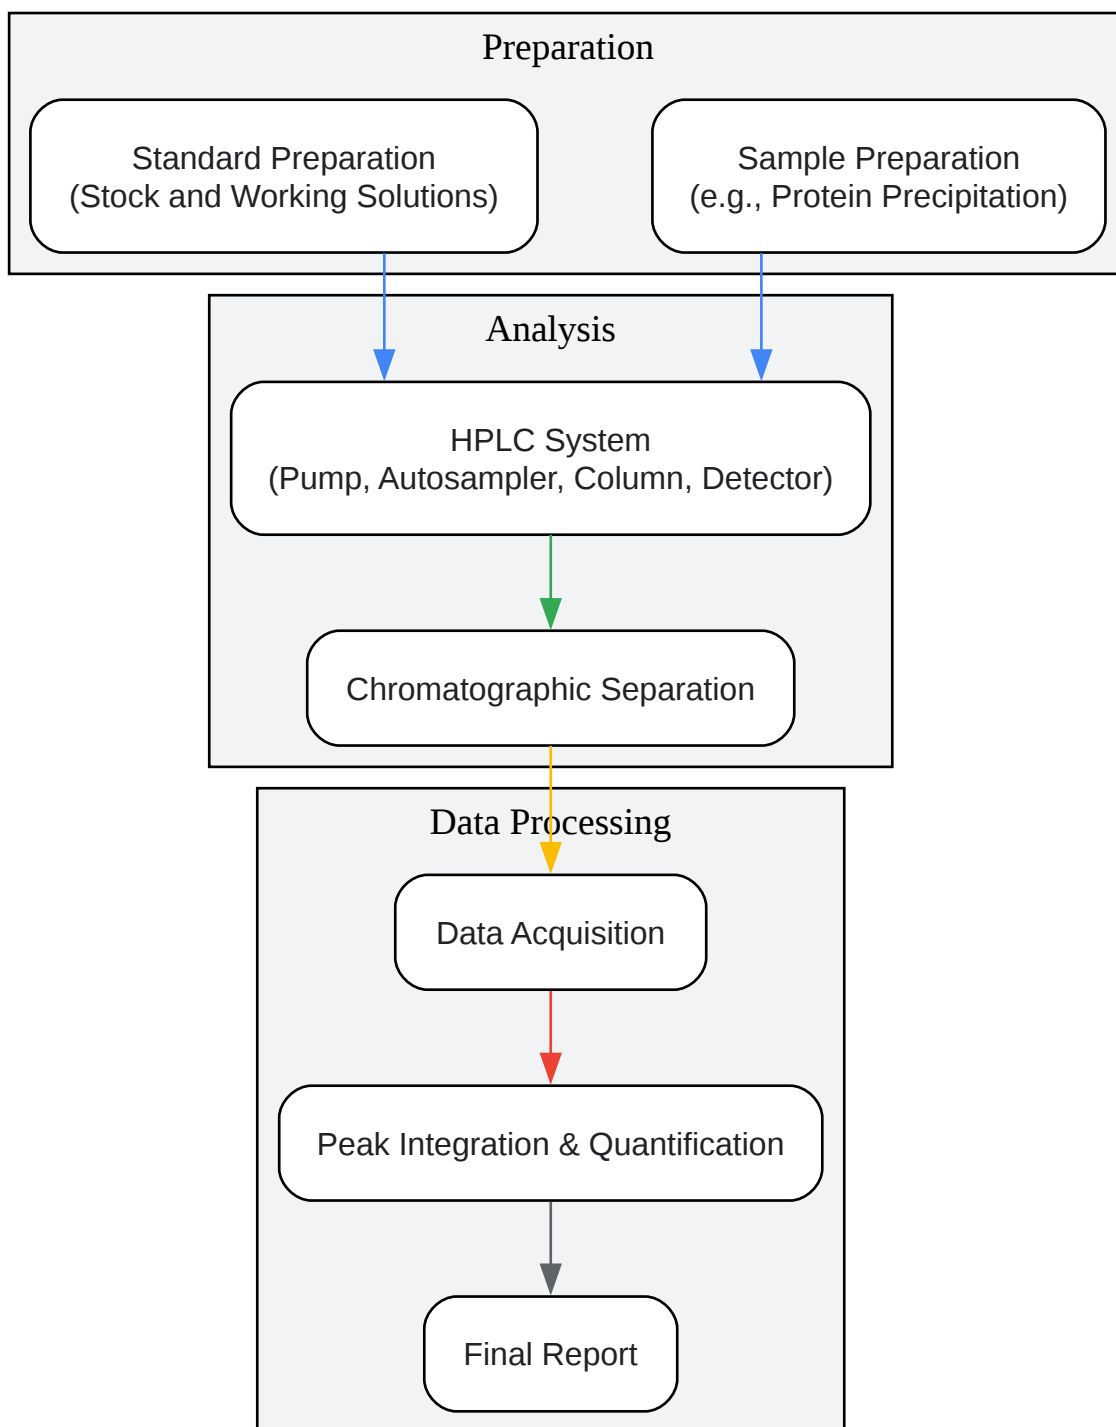 Preparation
Standard Preparation
(Stock and Working Solutions)
Sample Preparation
(e.g., Protein Precipitation)
Analysis
HPLC System
(Pump, Autosampler, Column, Detector)
Chromatographic Separation
Data Processing
Data Acquisition
Peak Integration & Quantification
Final Report